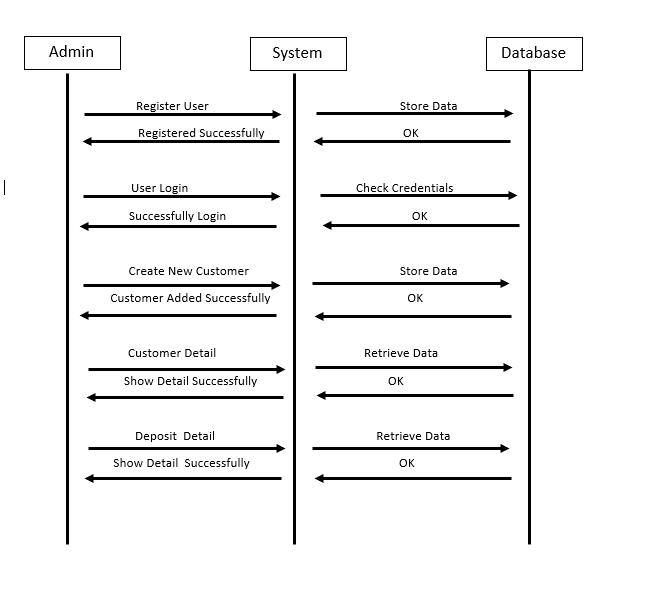 Admin
System
Database
Register User
Store Data
Registered Successfully
OK
User Login
Check Credentials
Successfully Login
OK
Create New Customer
Store Data
Customer Added Successfully
OK
Customer Detail
Retrieve Data
Show Detail Successfully
OK
Deposit  Detail
Retrieve Data
Show Detail  Successfully
OK